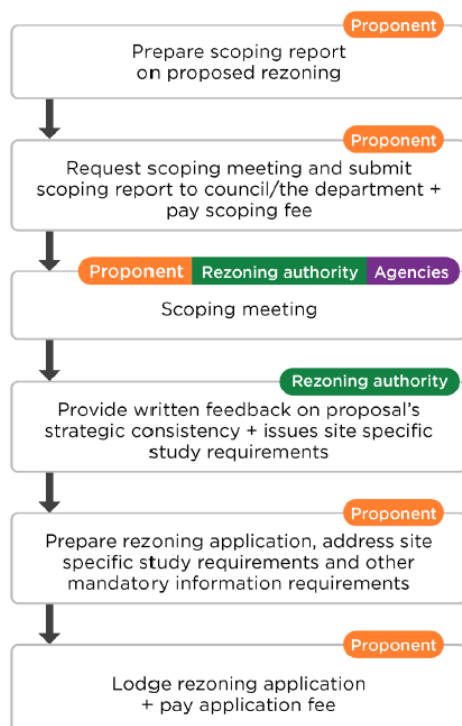 Proponent
Prepare scoping report
on proposed rezoning
Proponent
Request scoping meeting and submit
scoping report to council/the department +
pay scoping fee
Proponent Rezoning authority Agencies
Scoping meeting
Rezoning authority
Provide written feedback on proposal's
strategic consistency + issues site specific
study requirements
Proponent
Prepare rezoning application, address site
specific study requirements and other
mandatory information requirements
Proponent
Lodge rezoning application
+ pay application fee